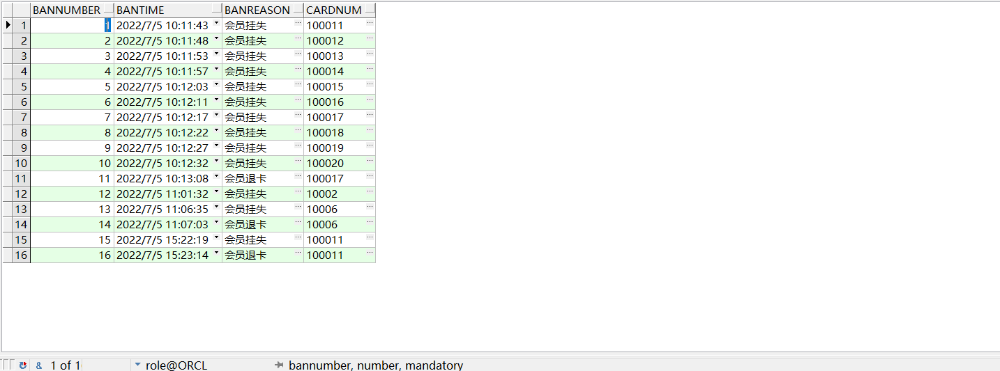 BANNUMBER BANTIME BANREASON CARDNUM
1 1 2022/7/5 10:11:43 会员挂失 100011
2 2 2022/7/5 10:11:48 会员挂失 100012
3 3 2022/7/5 10:11:53 会员挂失 100013
4 4 2022/7/5 10:11:57 会员挂失 100014
5 5 2022/7/5 10:12:03 会员挂失 100015
6 6 2022/7/5 10:12:11 会员挂失 100016
7 7 2022/7/5 10:12:17 会员挂失 100017
8 8 2022/7/5 10:12:22 会员挂失 100018
9 9 2022/7/5 10:12:27 会员挂失 100019
10 10 2022/7/5 10:12:32 会员挂失 100020
11 11 2022/7/5 10:13:08 会员退卡 100017
12 12 2022/7/5 11:01:32 会员挂失 10002
13 13 2022/7/5 11:06:35 会员挂失 10006
14 14 2022/7/5 11:07:03 会员退卡 10006
15 15 2022/7/5 15:22:19 会员挂失 100011
16 16 2022/7/5 15:23:14 会员退卡 100011
& 1 of 1 role@ORCL bannumber, number, mandatory